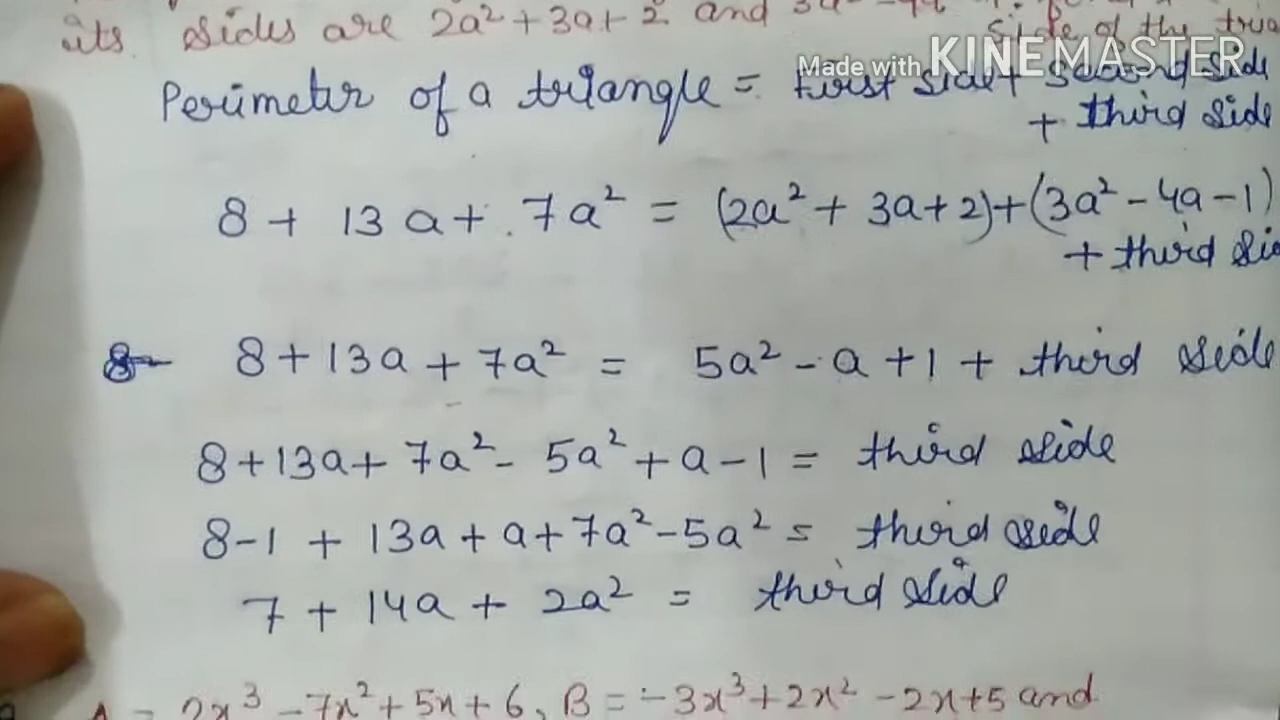 its sides are 2a² + 3a + 2 and
side of the
Made with KINEMASTER
Perimeter of a triangle = first side + second side
+ third side
8 + 13a + 7a² = (2a² + 3a + 2) + (3a² - 4a - 1)
+ third
8 + 13a + 7a² = 5a² - a + 1 + third side
8 + 13a + 7a² - 5a² + a - 1 = third side
8 - 1 + 13a + a + 7a² - 5a² = third side
7 + 14a + 2a² = third side
A = 2x³ - 7x² + 5x + 6, B = -3x³ + 2x² - 2x + 5 and